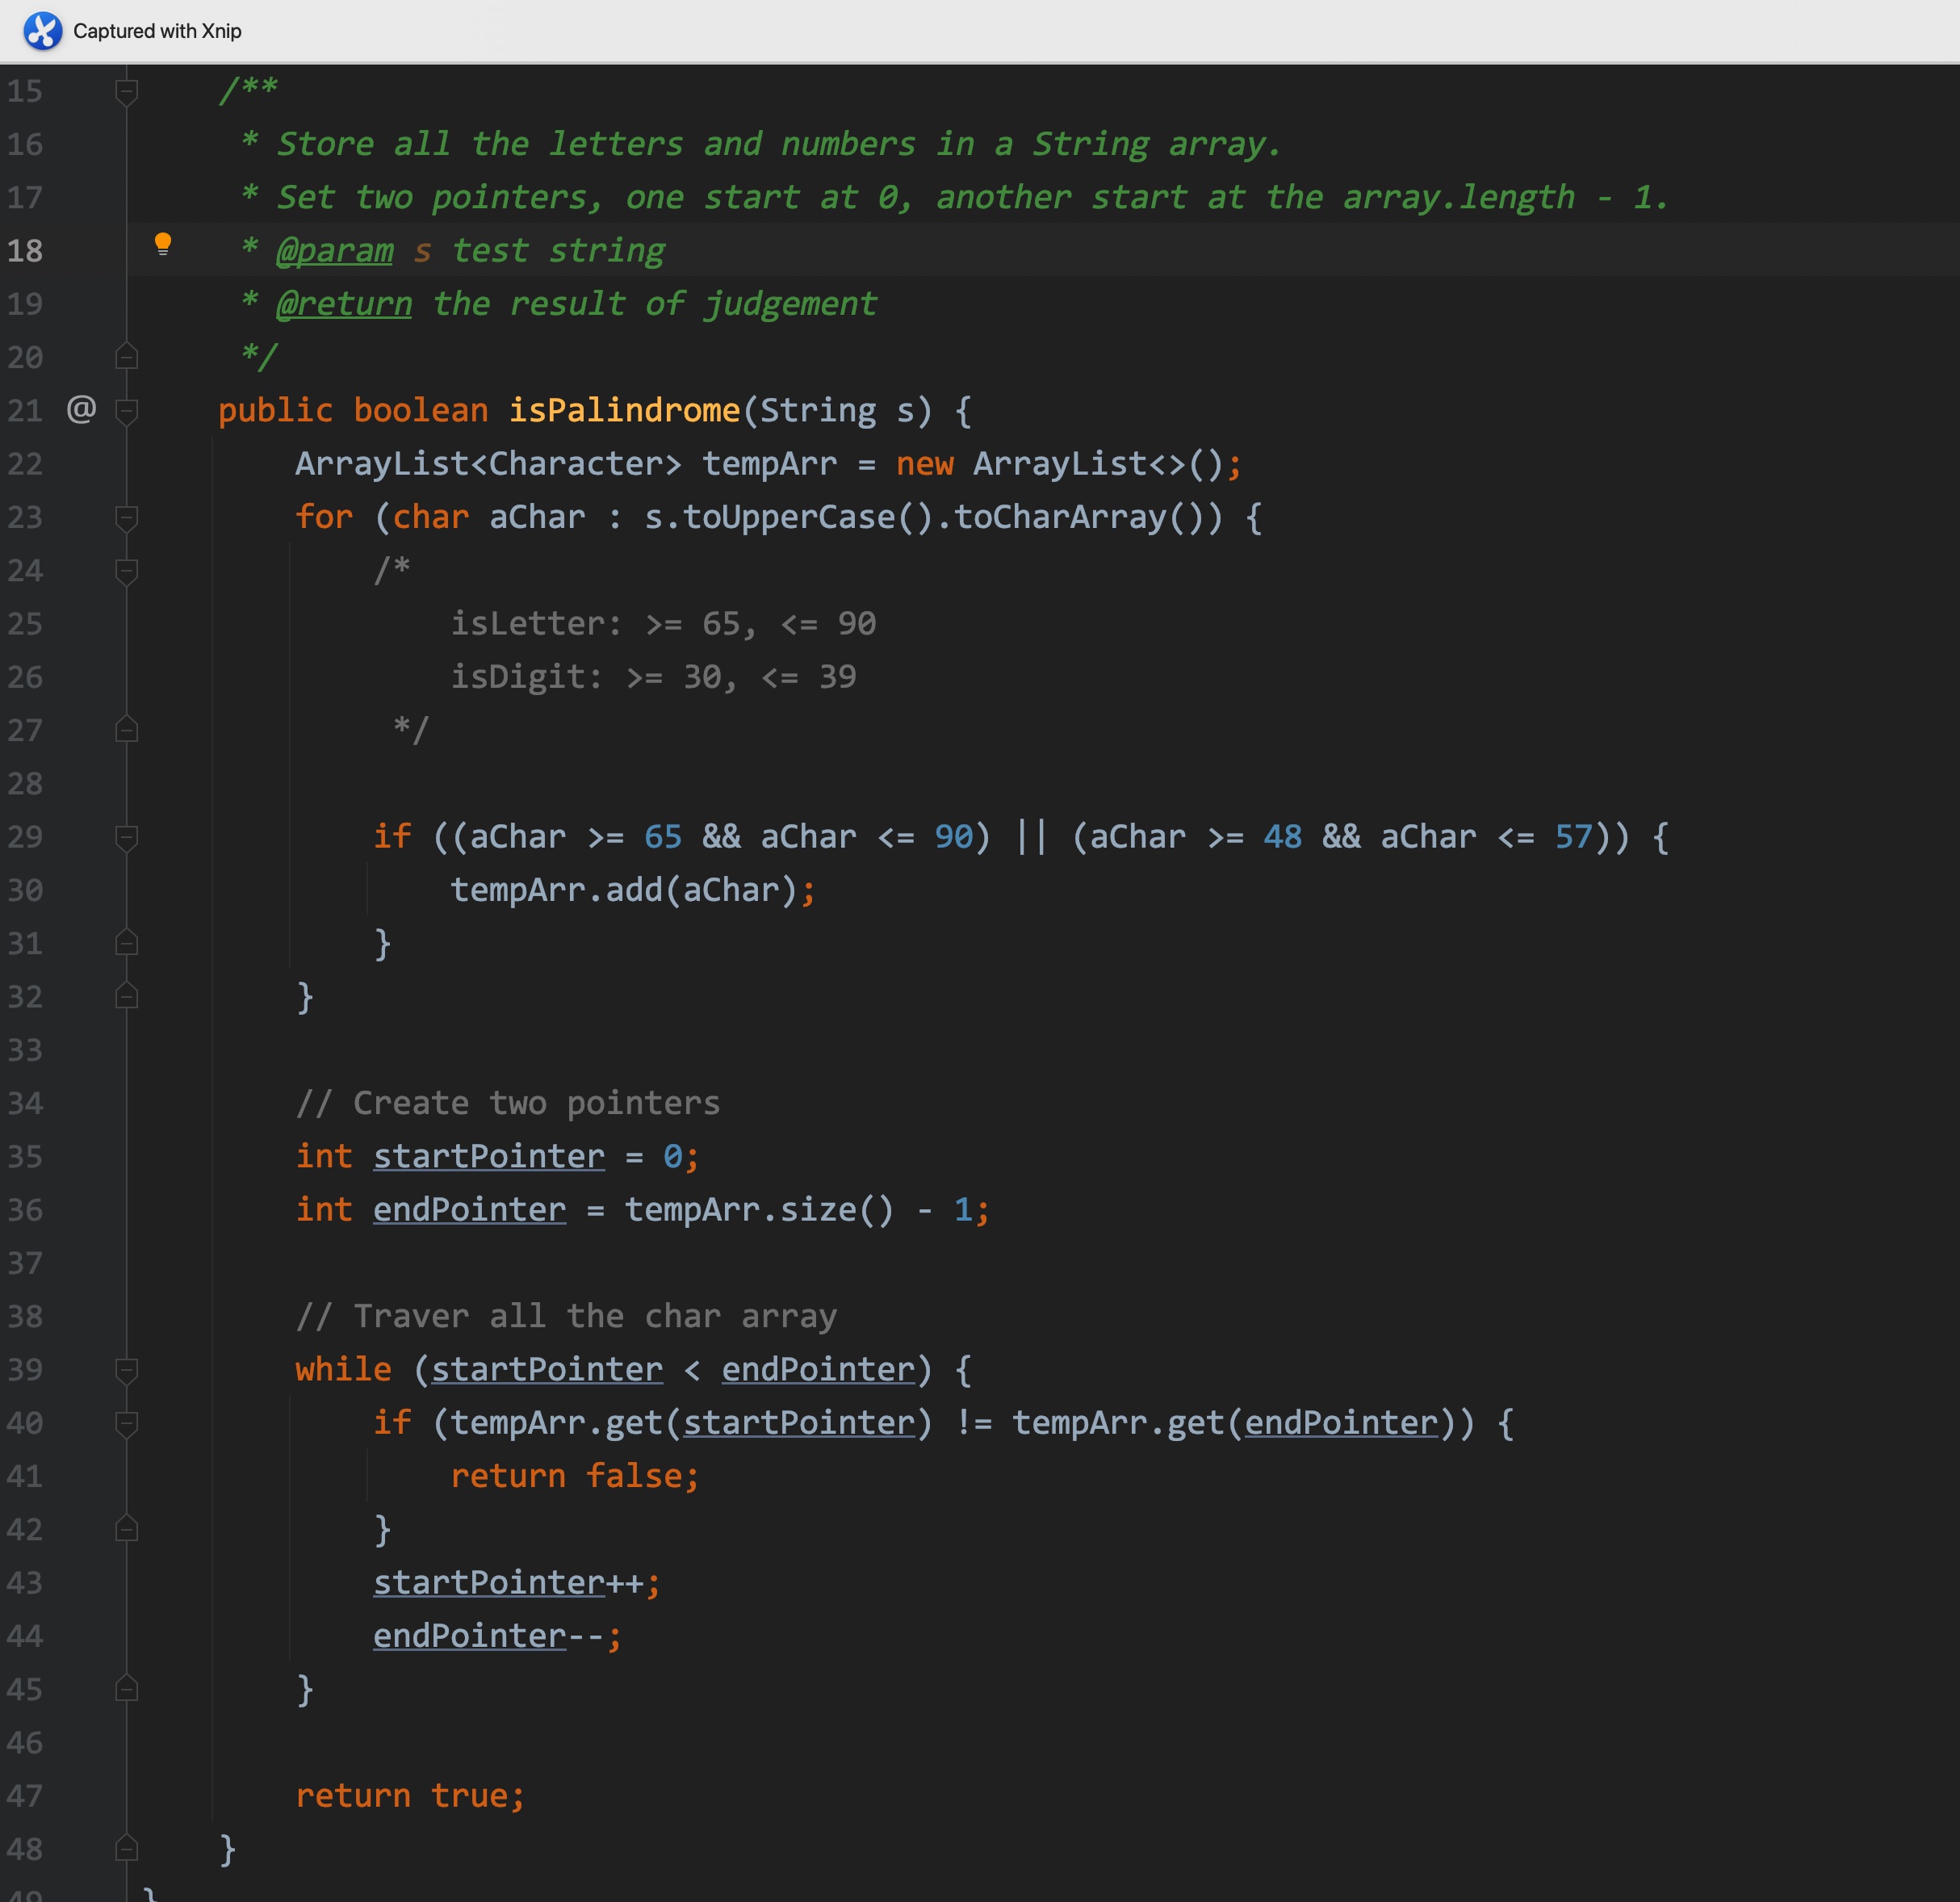 Captured with Xnip
15 /**
16 * Store all the letters and numbers in a String array.
17 * Set two pointers, one start at 0, another start at the array.length - 1.
18 * @param s test string
19 * @return the result of judgement
20 */
21 @ public boolean isPalindrome(String s) {
22 ArrayList<Character> tempArr = new ArrayList<>();
23 for (char aChar : s.toUpperCase().toCharArray()) {
24 /*
25 isLetter: >= 65, <= 90
26 isDigit: >= 30, <= 39
27 */
28
29 if ((aChar >= 65 && aChar <= 90) || (aChar >= 48 && aChar <= 57)) {
30 tempArr.add(aChar);
31 }
32 }
33
34 // Create two pointers
35 int startPointer = 0;
36 int endPointer = tempArr.size() - 1;
37
38 // Traver all the char array
39 while (startPointer < endPointer) {
40 if (tempArr.get(startPointer) != tempArr.get(endPointer)) {
41 return false;
42 }
43 startPointer++;
44 endPointer--;
45 }
46
47 return true;
48 }
49 }